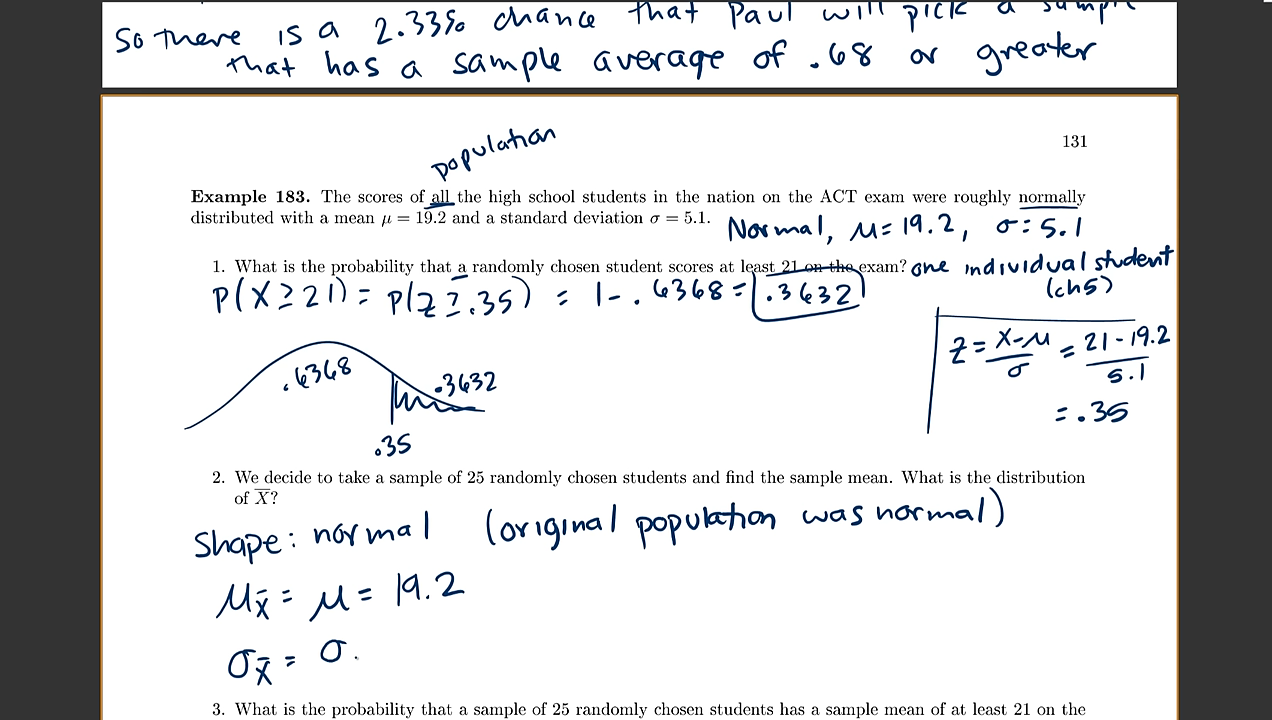 So there is a 2.33% chance that Paul will pick a sample
that has a sample average of .68 or greater
131
population
Example 183. The scores of all the high school students in the nation on the ACT exam were roughly normally
distributed with a mean μ = 19.2 and a standard deviation σ = 5.1.
Normal, μ = 19.2, σ = 5.1
1. What is the probability that a randomly chosen student scores at least 21 on the exam?
one individual student
(ch5)
P(X ≥ 21) = P(z ≥ .35) = 1 - .6368 = .3632
z = x-μ/σ = 21-19.2/5.1
= .35
.6368
.3632
.35
2. We decide to take a sample of 25 randomly chosen students and find the sample mean. What is the distribution
of X̅?
Shape: normal (original population was normal)
μx̄ = μ = 19.2
σx̄ = σ
3. What is the probability that a sample of 25 randomly chosen students has a sample mean of at least 21 on the